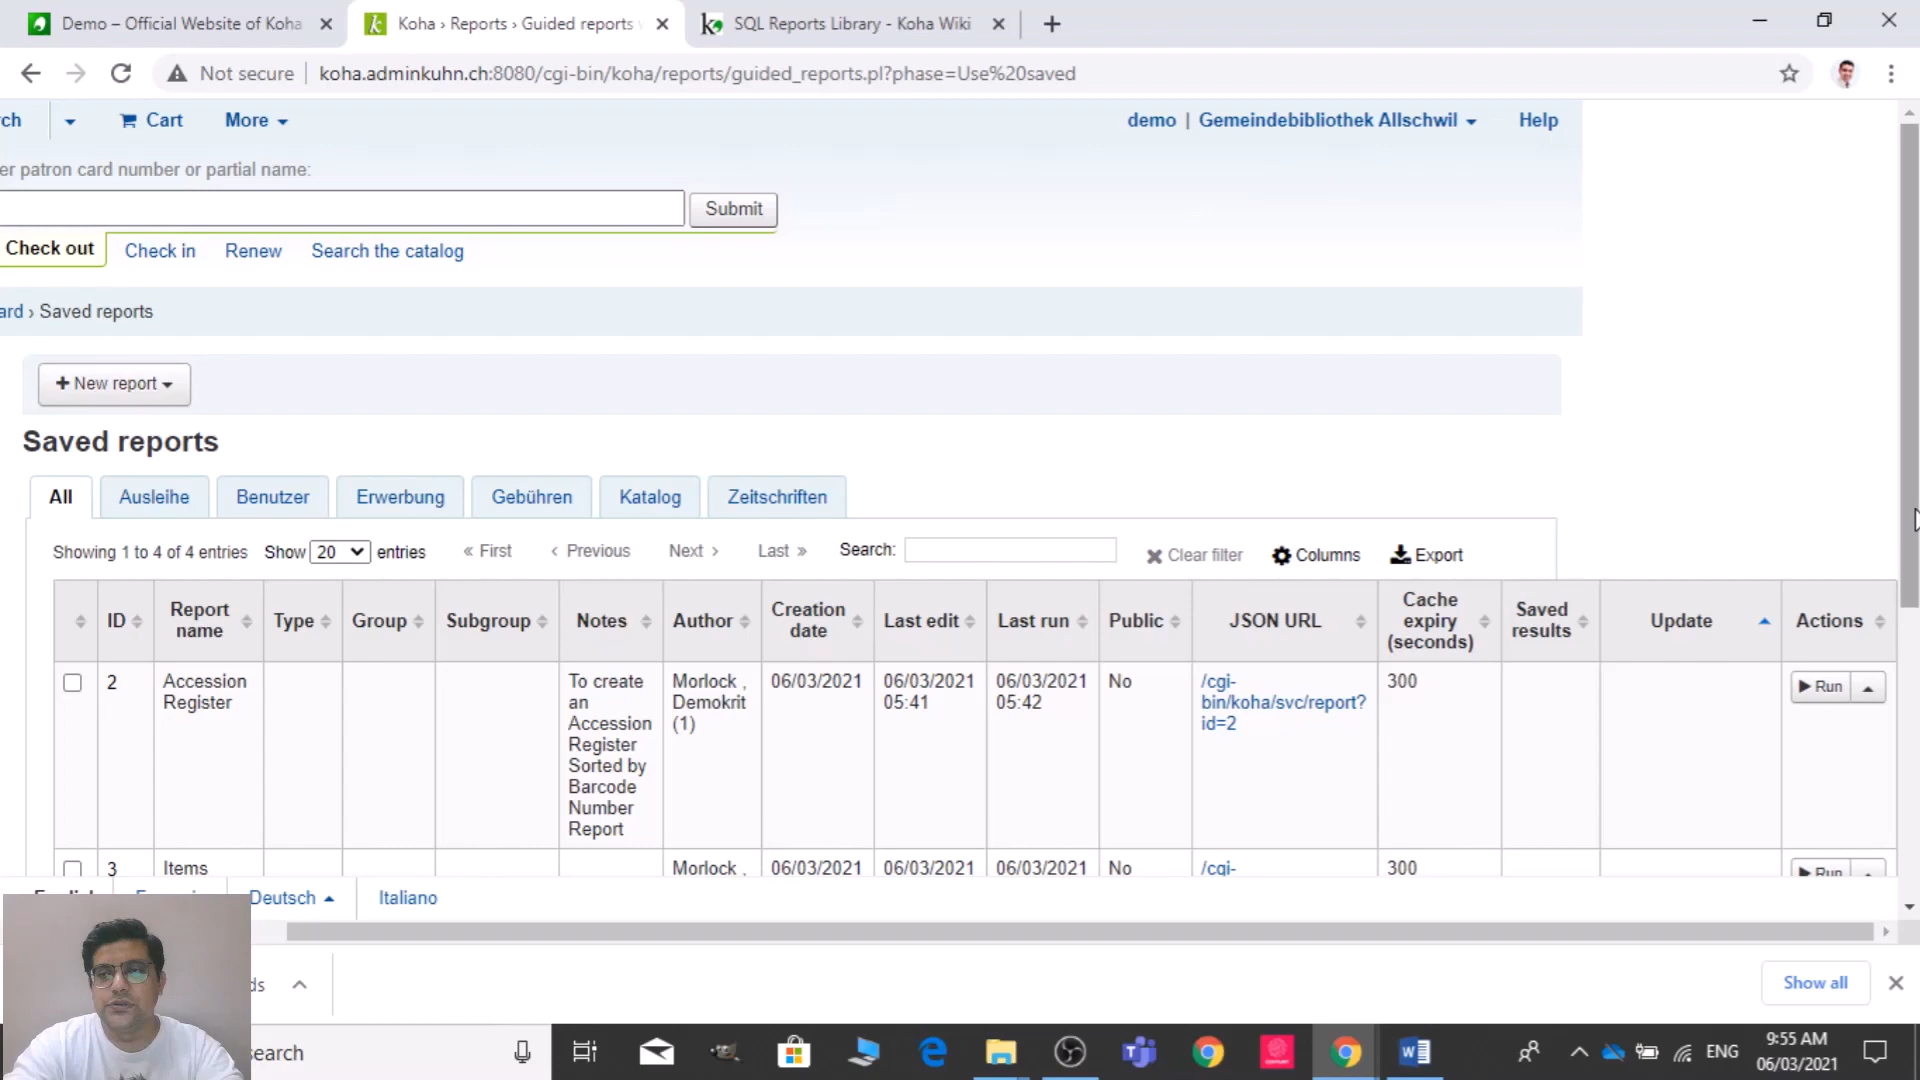 Demo – Official Website of Koha
Koha › Reports › Guided reports
SQL Reports Library - Koha Wiki
Not secure
koha.adminkuhn.ch:8080/cgi-bin/koha/reports/guided_reports.pl?phase=Use%20saved
rch
Cart
More
demo | Gemeindebibliothek Allschwil
Help
er patron card number or partial name:
Submit
Check out
Check in
Renew
Search the catalog
ard › Saved reports
+ New report
Saved reports
All
Ausleihe
Benutzer
Erwerbung
Gebühren
Katalog
Zeitschriften
Showing 1 to 4 of 4 entries
Show 20 entries
« First
‹ Previous
Next ›
Last »
Search:
Clear filter
Columns
Export
ID
Report
name
Type
Group
Subgroup
Notes
Author
Creation
date
Last edit
Last run
Public
JSON URL
Cache
expiry
(seconds)
Saved
results
Update
Actions
2
Accession
Register
To create
an
Accession
Register
Sorted by
Barcode
Number
Report
Morlock ,
Demokrit
(1)
06/03/2021
06/03/2021
05:41
06/03/2021
05:42
No
/cgi-
bin/koha/svc/report?
id=2
300
Run
3
Items
Morlock ,
06/03/2021
06/03/2021
06/03/2021
No
/cgi-
300
Run
Deutsch
Italiano
ds
Show all
search
ENG
9:55 AM
06/03/2021